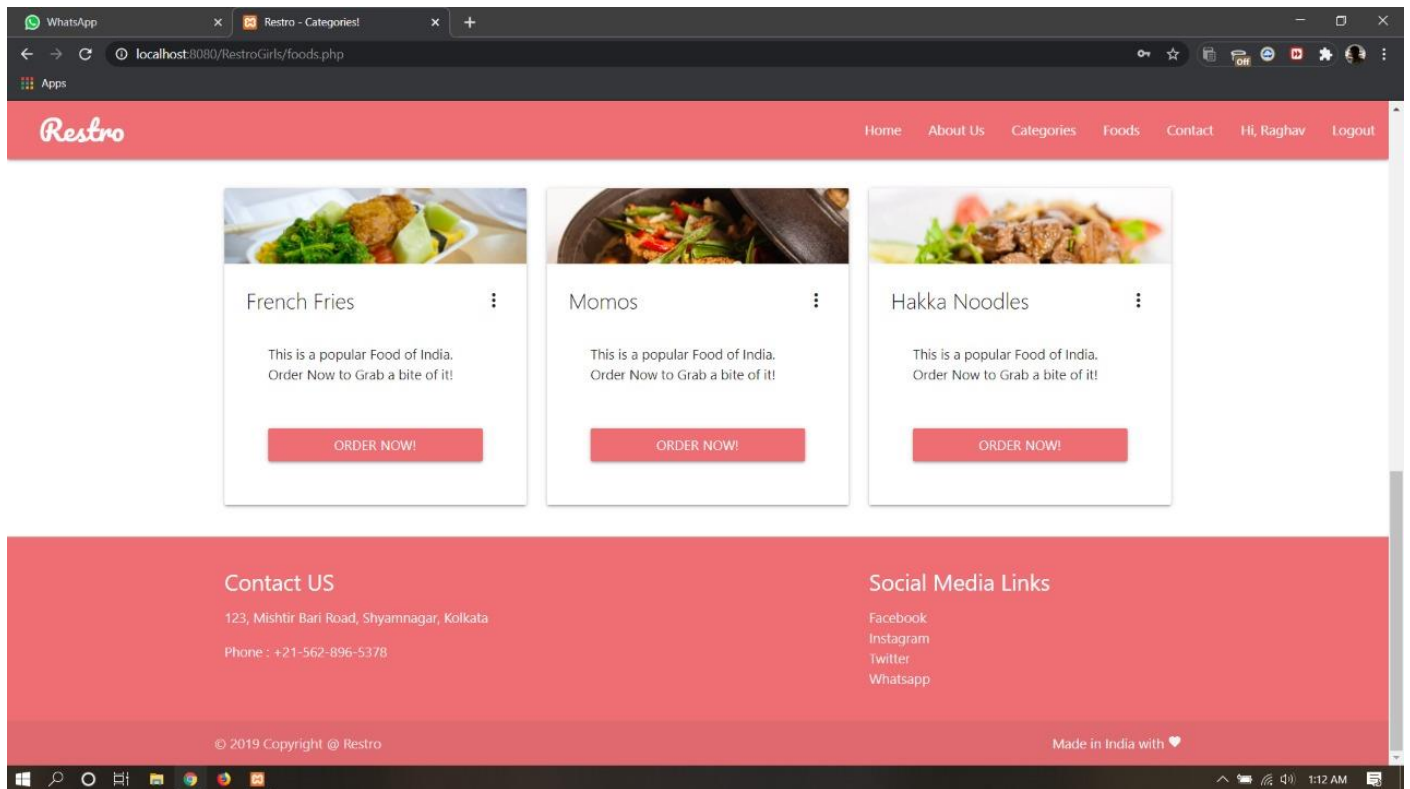 WhatsApp
Restro - Categories!
localhost:8080/RestroGirls/foods.php
Off
Apps
Restro
Home About Us Categories Foods Contact Hi, Raghav Logout
French Fries
This is a popular Food of India.
Order Now to Grab a bite of it!
ORDER NOW!
Momos
This is a popular Food of India.
Order Now to Grab a bite of it!
ORDER NOW!
Hakka Noodles
This is a popular Food of India.
Order Now to Grab a bite of it!
ORDER NOW!
Contact US
123, Mishtir Bari Road, Shyamnagar, Kolkata
Phone : +21-562-896-5378
Social Media Links
Facebook
Instagram
Twitter
Whatsapp
© 2019 Copyright @ Restro
Made in India with
1:12 AM